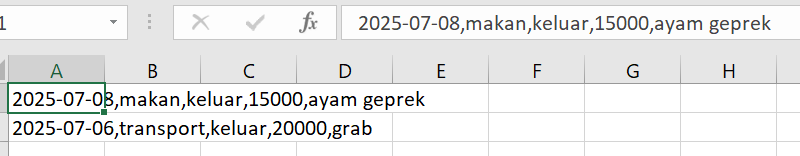 1
fx
2025-07-08,makan,keluar,15000,ayam geprek
A B C D E F G H
2025-07-08,makan,keluar,15000,ayam geprek
2025-07-06,transport,keluar,20000,grab